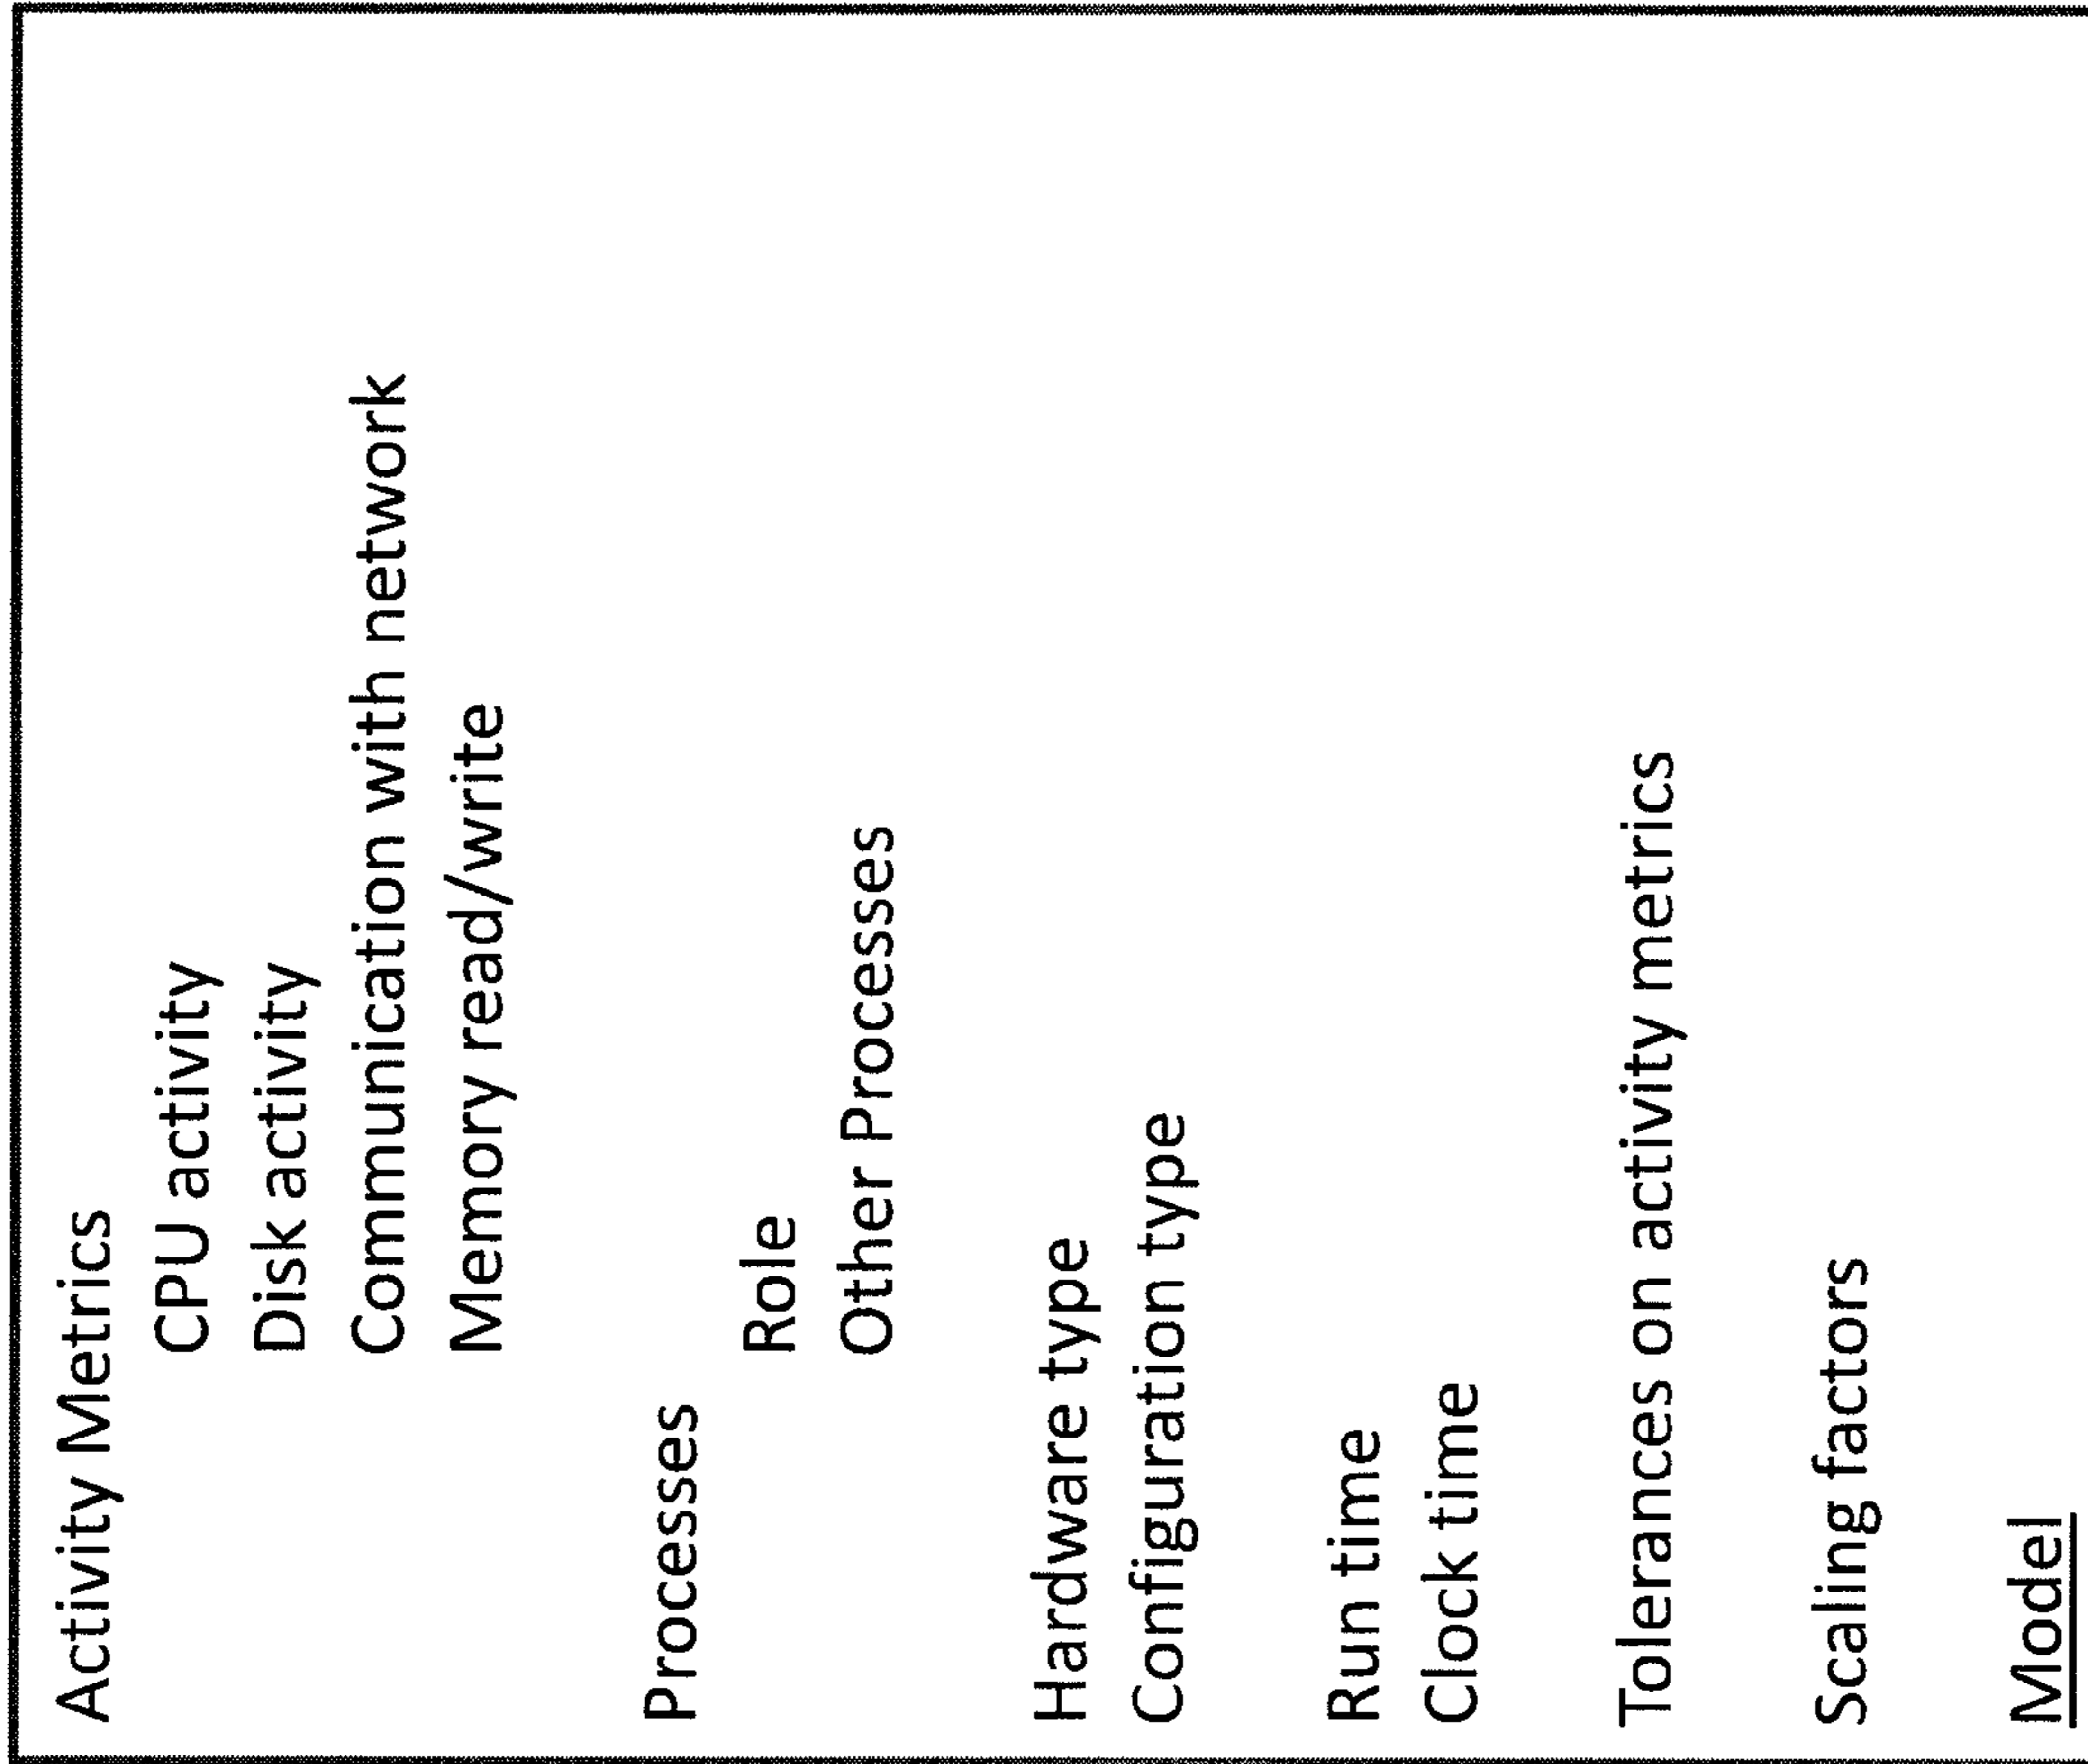 Activity Metrics
CPU activity
Disk activity
Communication with network
Memory read/write
Processes
Role
Other Processes
Hardware type
Configuration type
Run time
Clock time
Tolerances on activity metrics
Scaling factors
Model